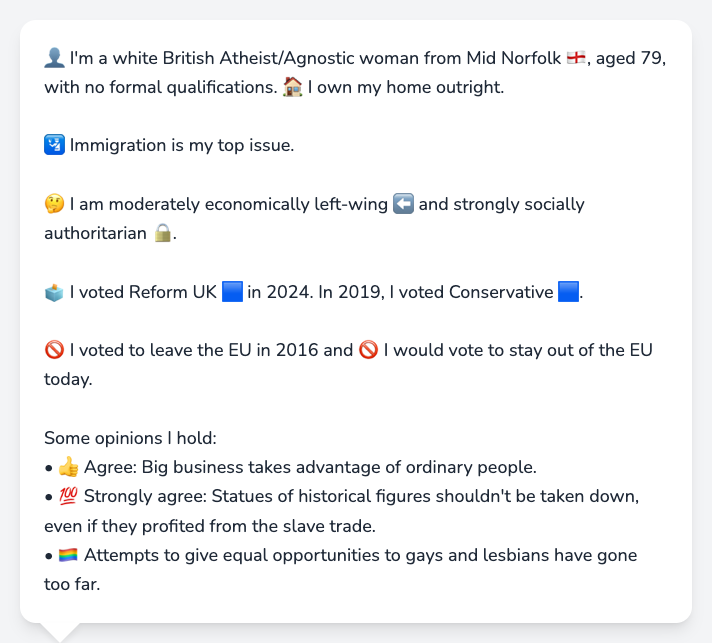 👤 I'm a white British Atheist/Agnostic woman from Mid Norfolk 🏴󠁧󠁢󠁥󠁮󠁧󠁿, aged 79,
with no formal qualifications. 🏠 I own my home outright.
🛂 Immigration is my top issue.
🤔 I am moderately economically left-wing ⬅️ and strongly socially
authoritarian 🔒.
🗳️ I voted Reform UK 🟦 in 2024. In 2019, I voted Conservative 🟦.
🚫 I voted to leave the EU in 2016 and 🚫 I would vote to stay out of the EU
today.
Some opinions I hold:
• 👍 Agree: Big business takes advantage of ordinary people.
• 💯 Strongly agree: Statues of historical figures shouldn't be taken down,
even if they profited from the slave trade.
• 🏳️‍🌈 Attempts to give equal opportunities to gays and lesbians have gone
too far.